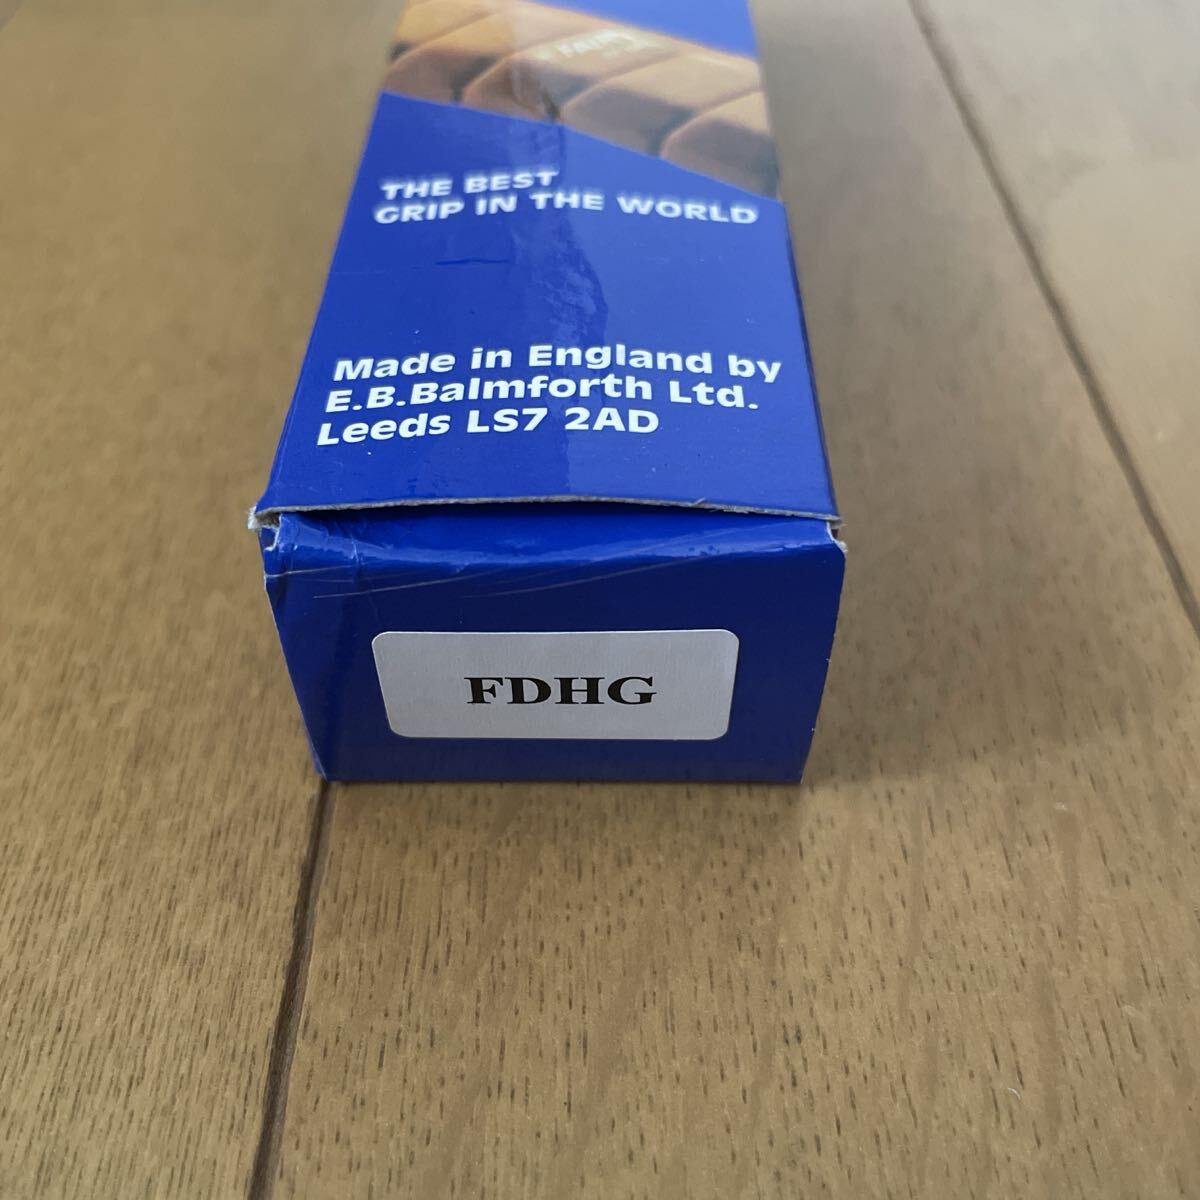 THE BEST
GRIP IN THE WORLD
Made in England by
E.B.Balmforth Ltd.
Leeds LS7 2AD
FDHG